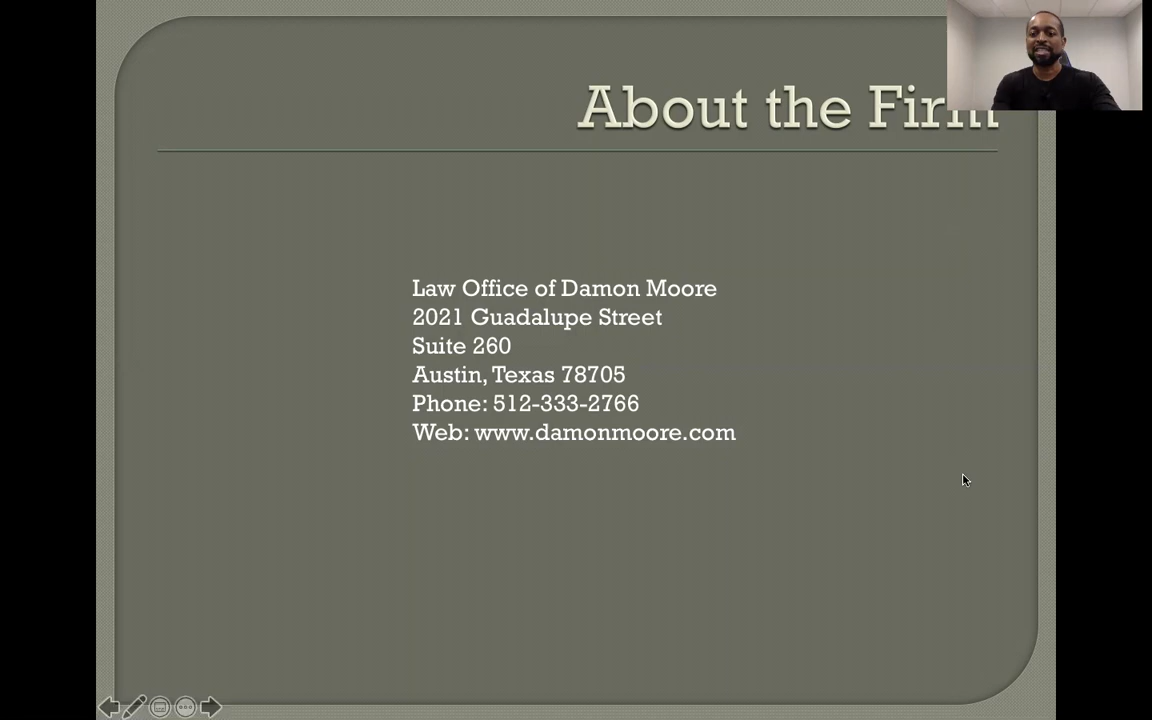 About the Firm
Law Office of Damon Moore
2021 Guadalupe Street
Suite 260
Austin, Texas 78705
Phone: 512-333-2766
Web: www.damonmoore.com